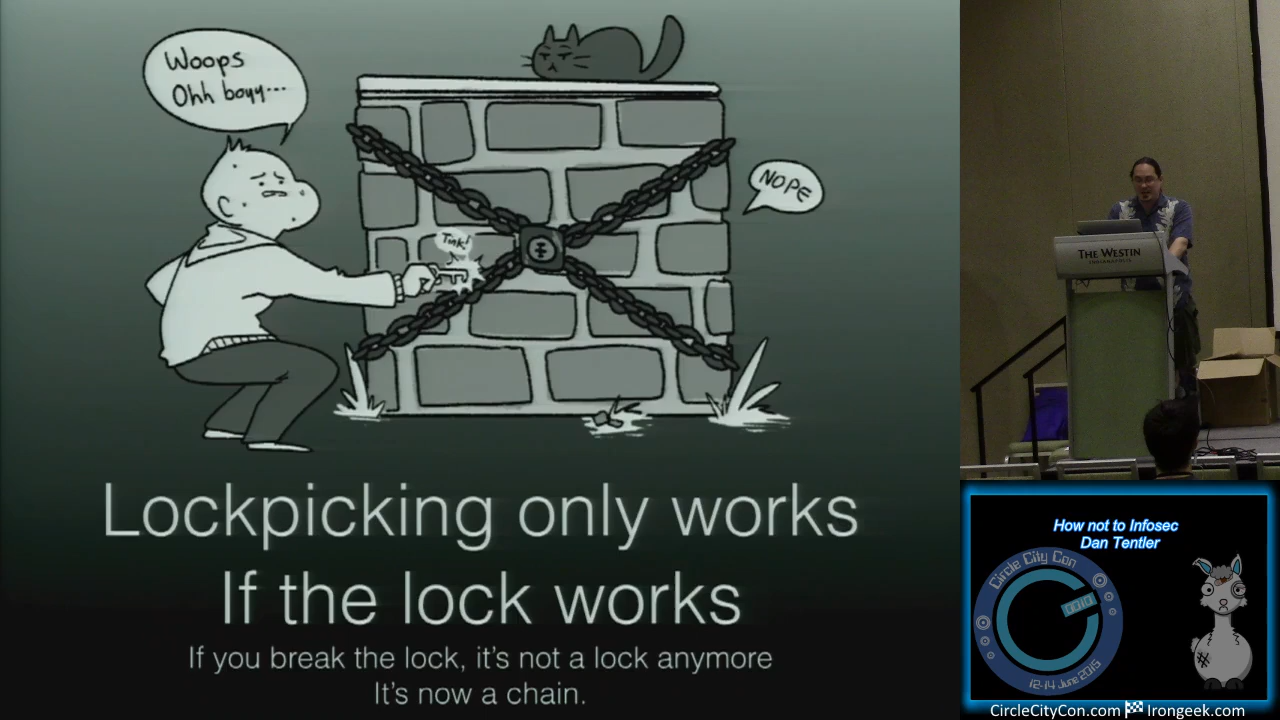 Woops
Ohh boyy...
NOPE
Tink!
Lockpicking only works
If the lock works
If you break the lock, it's not a lock anymore
It's now a chain.
THE WESTIN
INDIANAPOLIS
How not to Infosec
Dan Tentler
Circle City Con
12-14 June 2015
CircleCityCon.com Irongeek.com